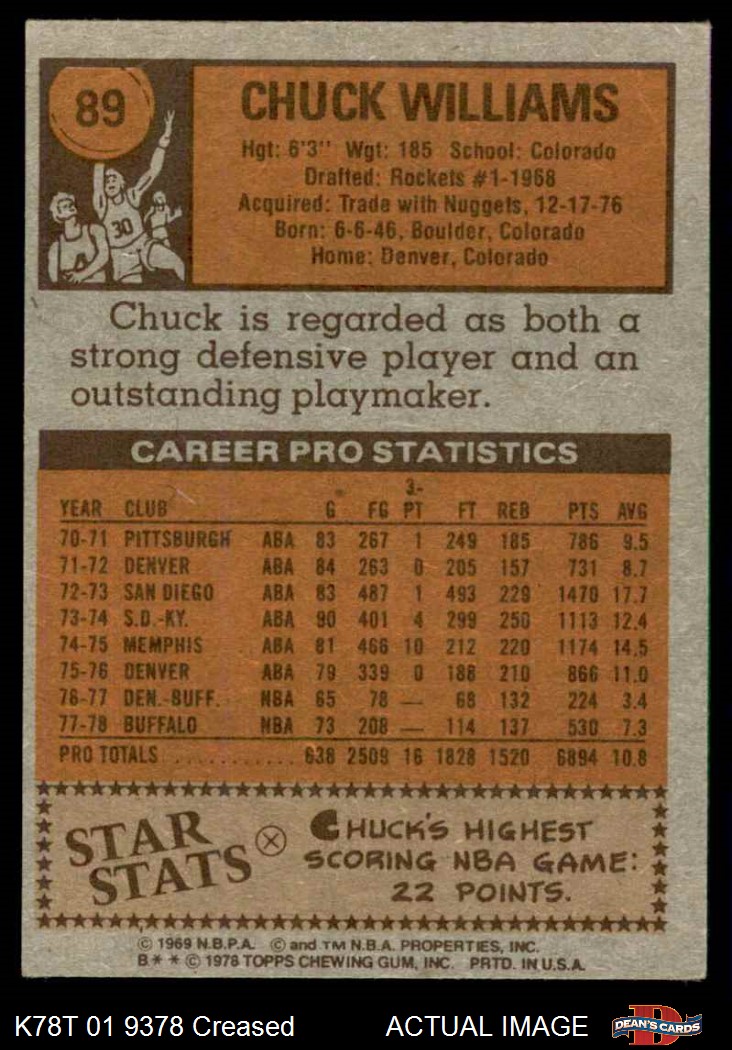 89
CHUCK WILLIAMS
Hgt: 6'3" Wgt: 185 School: Colorado
Drafted: Rockets #1-1968
Acquired: Trade with Nuggets, 12-17-76
Born: 6-6-46, Boulder, Colorado
Home: Denver, Colorado
30
Chuck is regarded as both a
strong defensive player and an
outstanding playmaker.
CAREER PRO STATISTICS
YEAR CLUB G FG 3-PT FT REB PTS AVG
70-71 PITTSBURGH ABA 83 267 1 249 185 786 9.5
71-72 DENVER ABA 84 263 0 205 157 731 8.7
72-73 SAN DIEGO ABA 83 487 1 493 229 1470 17.7
73-74 S.D.-KY. ABA 90 401 4 299 250 1113 12.4
74-75 MEMPHIS ABA 81 466 10 212 220 1174 14.5
75-76 DENVER ABA 79 339 0 188 210 866 11.0
76-77 DEN.-BUFF. NBA 65 78 — 68 132 224 3.4
77-78 BUFFALO NBA 73 208 — 114 137 530 7.3
PRO TOTALS . . . . . . . . . . . . 638 2509 16 1828 1520 6894 10.8
STAR STATS
CHUCK'S HIGHEST
SCORING NBA GAME:
22 POINTS.
© 1969 N.B.P.A. © and TM N.B.A. PROPERTIES, INC.
B** © 1978 TOPPS CHEWING GUM, INC. PRTD. IN U.S.A.
K78T 01 9378 Creased ACTUAL IMAGE
D DEAN'S CARDS